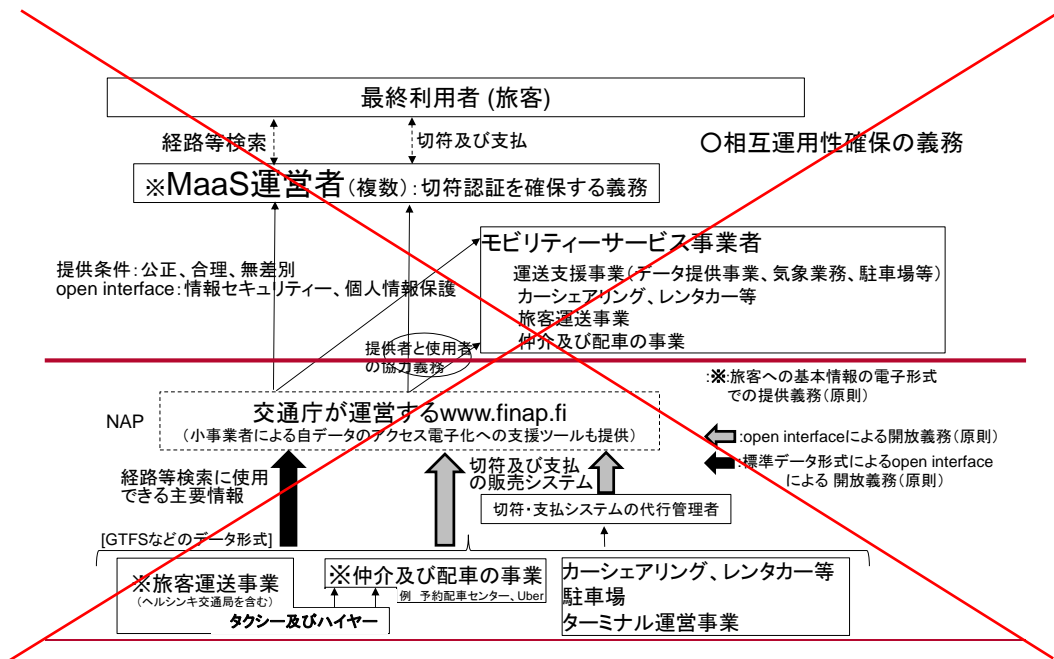 最終利用者 (旅客)
経路等検索
切符及び支払
〇相互運用性確保の義務
※MaaS運営者(複数):切符認証を確保する義務
モビリティーサービス事業者
運送支援事業(データ提供事業、気象業務、駐車場等)
カーシェアリング、レンタカー等
旅客運送事業
仲介及び配車の事業
提供条件:公正、合理、無差別
open interface:情報セキュリティー、個人情報保護
提供者と使用者
の協力義務
:※:旅客への基本情報の電子形式
での提供義務(原則)
NAP
交通庁が運営するwww.finap.fi
(小事業者による自データのアクセス電子化への支援ツールも提供)
:open interfaceによる開放義務(原則)
:標準データ形式によるopen interface
による 開放義務(原則)
経路等検索に使用
できる主要情報
切符及び支払
の販売システム
切符・支払システムの代行管理者
[GTFSなどのデータ形式]
※旅客運送事業
(ヘルシンキ交通局を含む)
※仲介及び配車の事業
例 予約配車センター、Uber
タクシー及びハイヤー
カーシェアリング、レンタカー等
駐車場
ターミナル運営事業